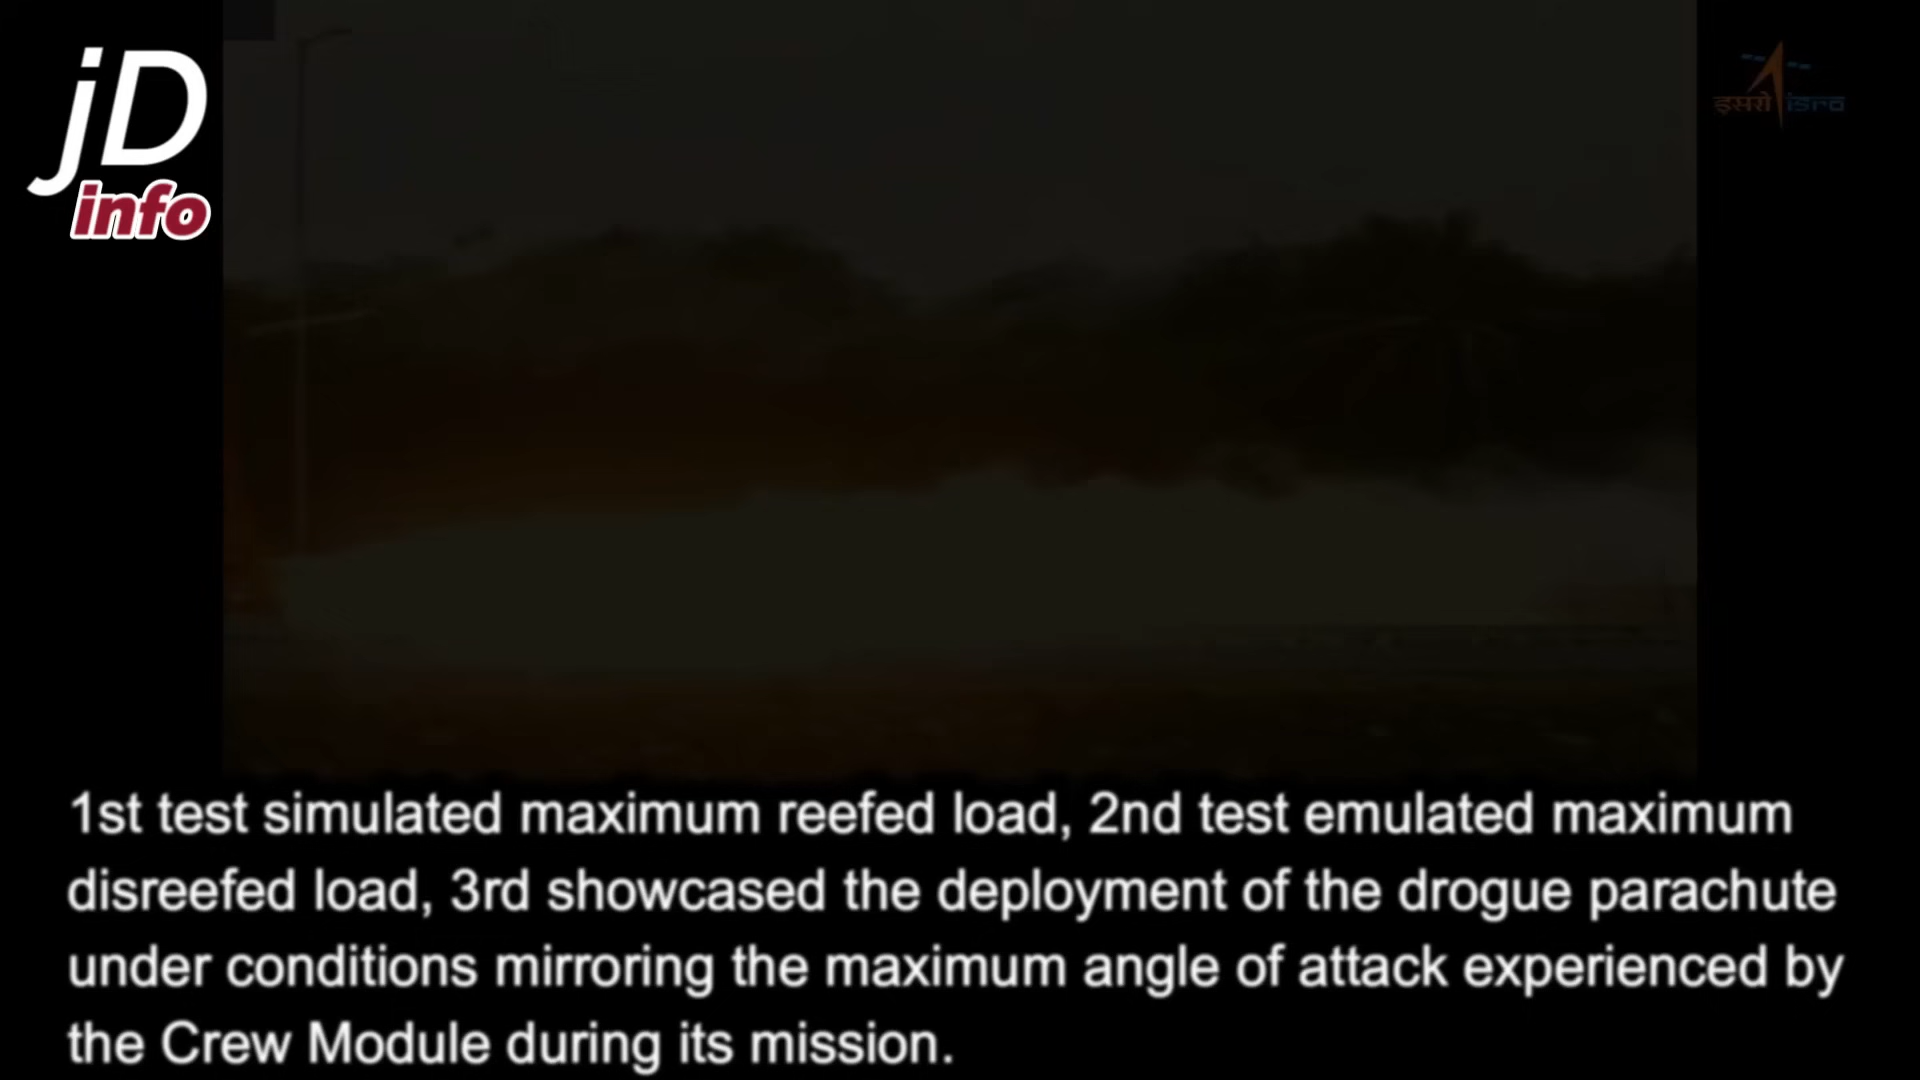 jD
info
इसरो isro
1st test simulated maximum reefed load, 2nd test emulated maximum
disreefed load, 3rd showcased the deployment of the drogue parachute
under conditions mirroring the maximum angle of attack experienced by
the Crew Module during its mission.